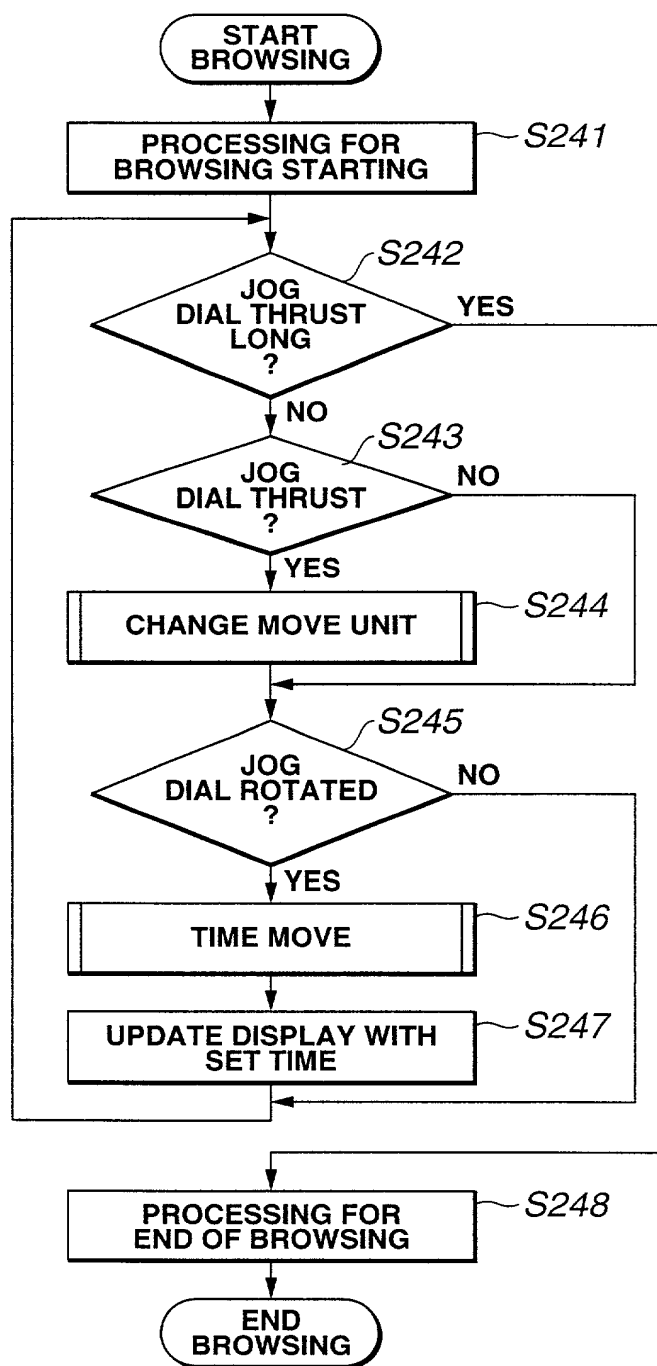 START
BROWSING
PROCESSING FOR
BROWSING STARTING
S241
S242
JOG
DIAL THRUST
LONG
?
YES
NO
S243
JOG
DIAL THRUST
?
NO
YES
CHANGE MOVE UNIT
S244
S245
JOG
DIAL ROTATED
?
NO
YES
TIME MOVE
S246
UPDATE DISPLAY WITH
SET TIME
S247
PROCESSING FOR
END OF BROWSING
S248
END
BROWSING